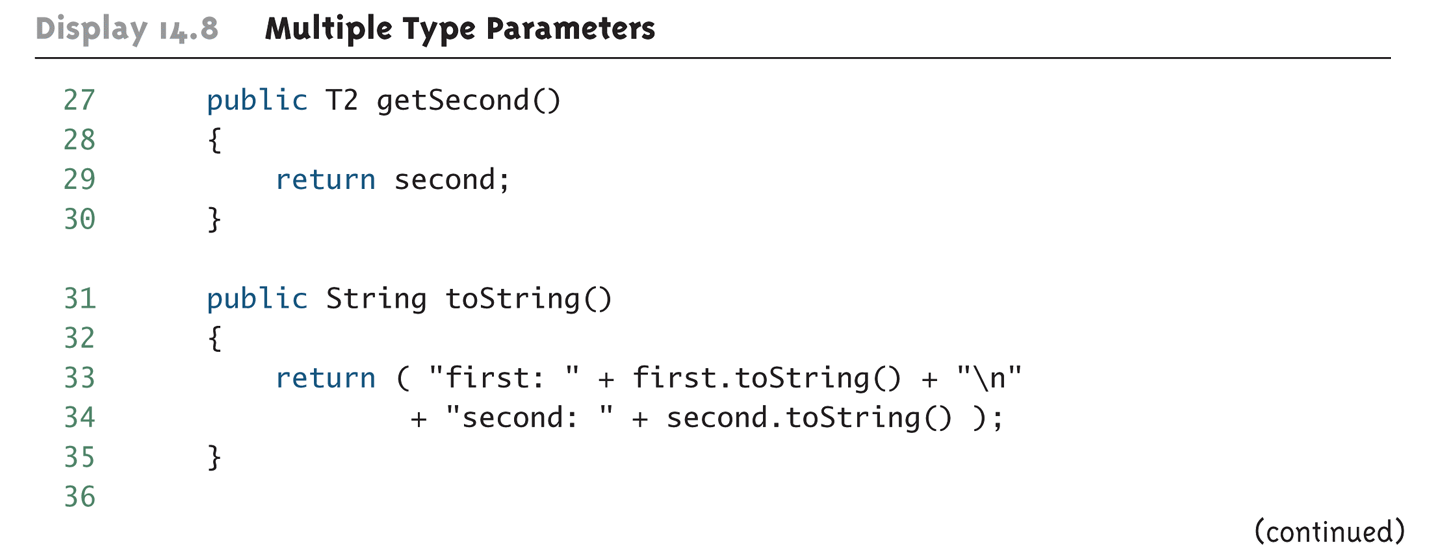 Display 14.8 Multiple Type Parameters
27 public T2 getSecond()
28 {
29 return second;
30 }
31 public String toString()
32 {
33 return ( "first: " + first.toString() + "\n"
34 + "second: " + second.toString() );
35 }
36
(continued)